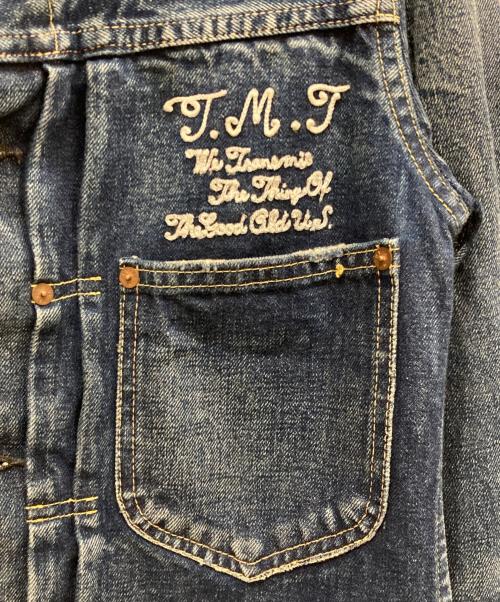 T.M.T
We Transmit
The Thing Of
The Good Old U.S.